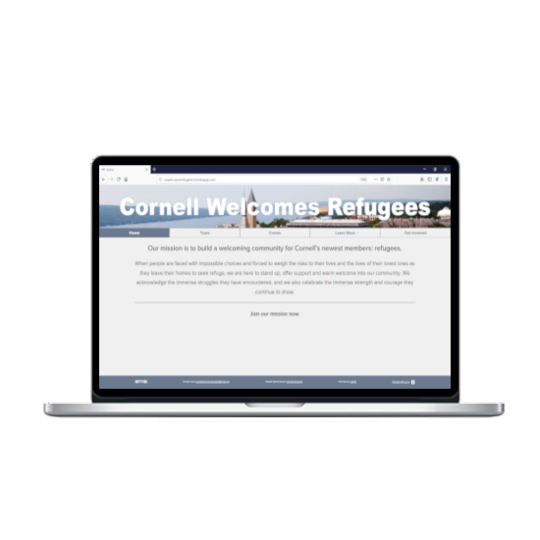 Cornell Welcomes Refugees
Home Team Events Learn More Get Involved
Our mission is to build a welcoming community for Cornell's newest members: refugees.
When people are faced with impossible choices and forced to weigh the risks to their lives and the lives of their loved ones as
they leave their homes to seek refuge, we are here to stand up, offer support and warm welcome into our community. We
acknowledge the immense struggles they have encountered, and we also celebrate the immense strength and courage they
continue to show.
Join our mission now.